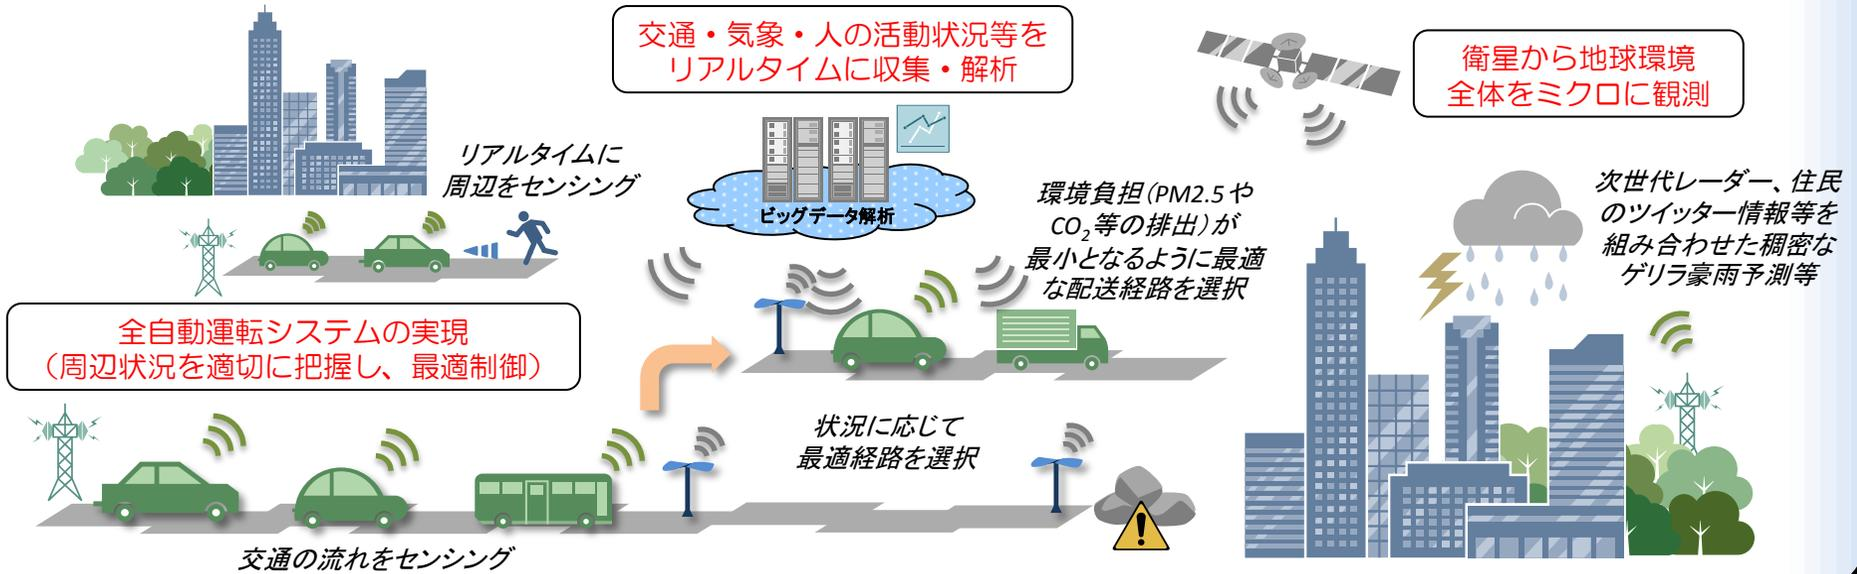 交通・気象・人の活動状況等を
リアルタイムに収集・解析
衛星から地球環境
全体をミクロに観測
リアルタイムに
周辺をセンシング
ビッグデータ解析
環境負担（PM2.5や
CO₂等の排出）が
最小となるように最適
な配送経路を選択
次世代レーダー、住民
のツイッター情報等を
組み合わせた稠密な
ゲリラ豪雨予測等
全自動運転システムの実現
（周辺状況を適切に把握し、最適制御）
状況に応じて
最適経路を選択
交通の流れをセンシング